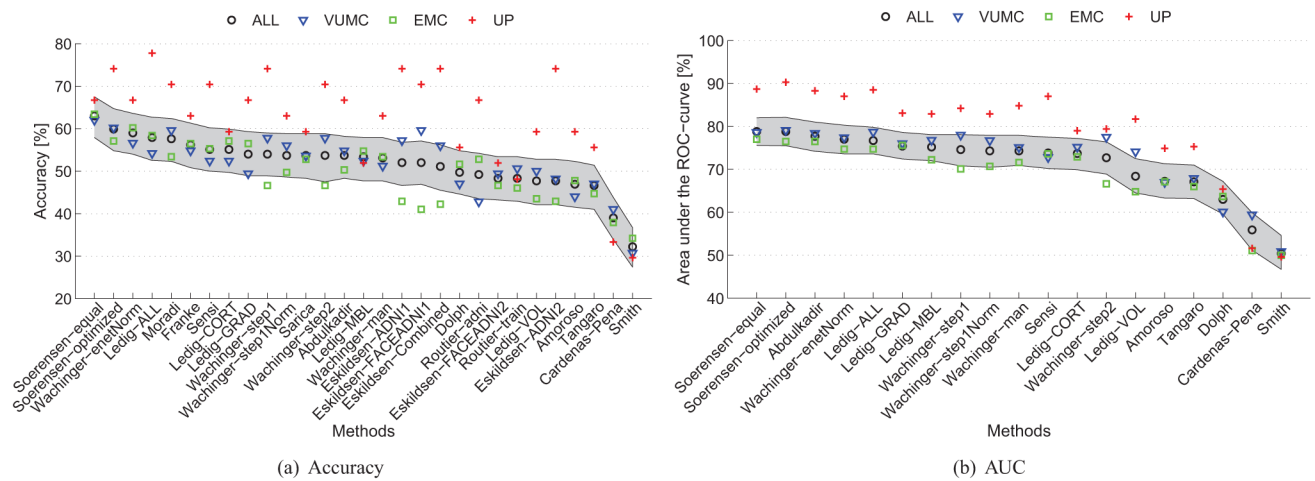 ALL VUMC EMC UP
80
70
60
50
40
30
20
Accuracy [%]
Soerensen-equal
Soerensen-optimized
Wachinger-enetNorm
Ledig-ALL
Moradi
Franke
Sensi
Ledig-CORT
Ledig-GRAD
Wachinger-step1
Wachinger-step1Norm
Sarica
Wachinger-step2
Abdulkadir
Ledig-MBL
Wachinger-man
Eskildsen-ADNI1
Eskildsen-FACEADNI1
Eskildsen-Combined
Dolph
Routier-adni
Eskildsen-FACEADNI2
Routier-train
Ledig-VOL
Eskildsen-ADNI2
Amoroso
Tangaro
Cardenas-Pena
Smith
Methods
(a) Accuracy
ALL VUMC EMC UP
100
90
80
70
60
50
40
Area under the ROC-curve [%]
Soerensen-equal
Soerensen-optimized
Abdulkadir
Wachinger-enetNorm
Ledig-ALL
Ledig-GRAD
Ledig-MBL
Wachinger-step1
Wachinger-step1Norm
Wachinger-man
Sensi
Ledig-CORT
Wachinger-step2
Ledig-VOL
Amoroso
Tangaro
Dolph
Cardenas-Pena
Smith
Methods
(b) AUC